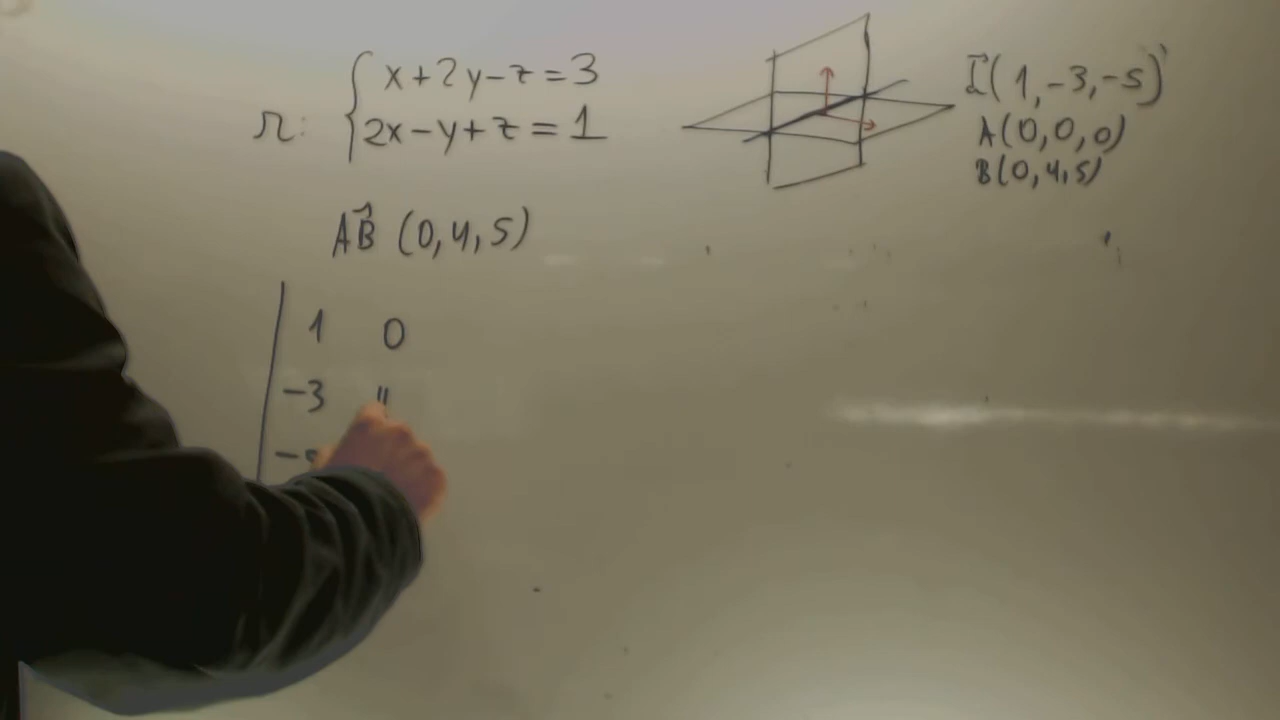 r: { x+2y-z=3
2x-y+z=1
I⃗(1,-3,-5)
A(0,0,0)
B(0,4,5)
AB⃗ (0,4,5)
| 1 0
-3